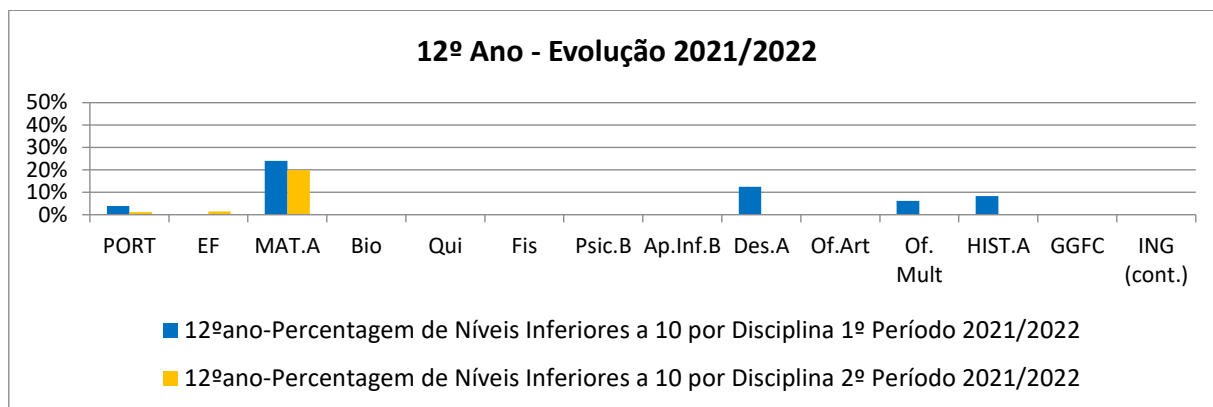 12º Ano - Evolução 2021/2022
50%
40%
30%
20%
10%
0%
PORT EF MAT.A Bio Qui Fis Psic.B Ap.Inf.B Des.A Of.Art Of. Mult HIST.A GGFC ING (cont.)
12ºano-Percentagem de Níveis Inferiores a 10 por Disciplina 1º Período 2021/2022
12ºano-Percentagem de Níveis Inferiores a 10 por Disciplina 2º Período 2021/2022